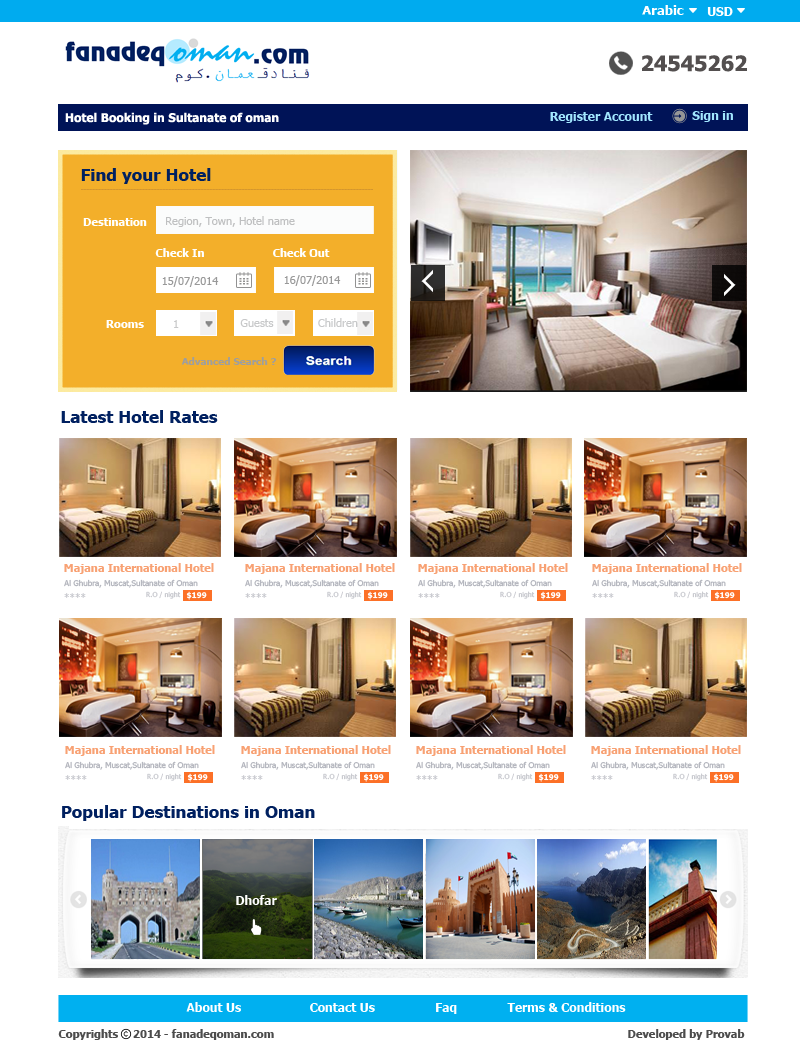 Arabic USD
fanadeqoman.com
فنادق عمان .كوم
24545262
Hotel Booking in Sultanate of oman Register Account Sign in
Find your Hotel
Destination Region, Town, Hotel name
Check In Check Out
15/07/2014 16/07/2014
Rooms 1 Guests Children
Advanced Search ? Search
Latest Hotel Rates
Majana International Hotel Majana International Hotel Majana International Hotel Majana International Hotel
Al Ghubra, Muscat,Sultanate of Oman Al Ghubra, Muscat,Sultanate of Oman Al Ghubra, Muscat,Sultanate of Oman Al Ghubra, Muscat,Sultanate of Oman
**** R.O / night $199 **** R.O / night $199 **** R.O / night $199 **** R.O / night $199
Majana International Hotel Majana International Hotel Majana International Hotel Majana International Hotel
Al Ghubra, Muscat,Sultanate of Oman Al Ghubra, Muscat,Sultanate of Oman Al Ghubra, Muscat,Sultanate of Oman Al Ghubra, Muscat,Sultanate of Oman
**** R.O / night $199 **** R.O / night $199 **** R.O / night $199 **** R.O / night $199
Popular Destinations in Oman
Dhofar
About Us Contact Us Faq Terms & Conditions
Copyrights © 2014 - fanadeqoman.com Developed by Provab